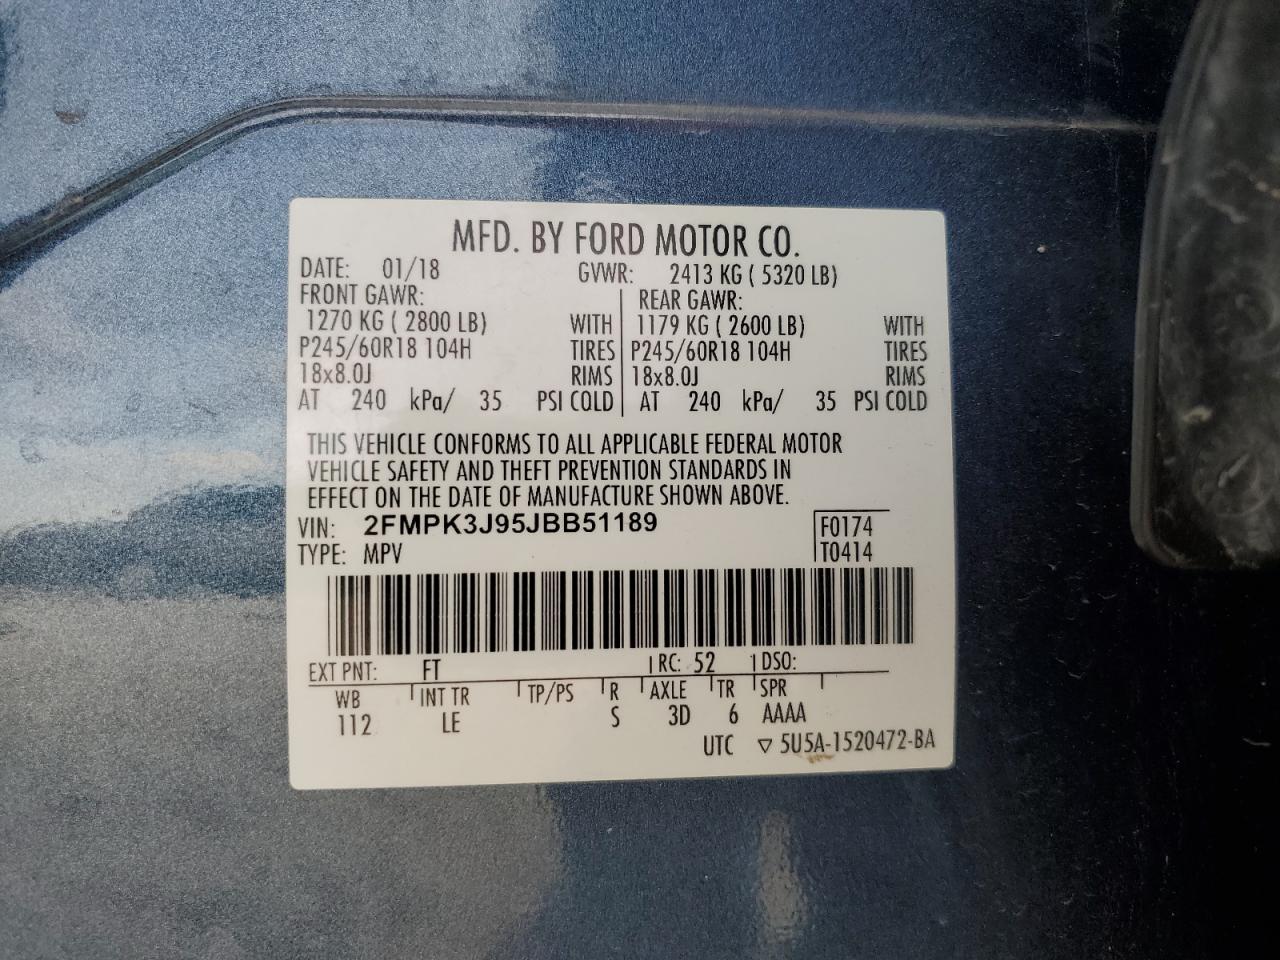 MFD. BY FORD MOTOR CO.
DATE: 01/18 GVWR: 2413 KG ( 5320 LB)
FRONT GAWR: REAR GAWR:
1270 KG ( 2800 LB) WITH 1179 KG ( 2600 LB) WITH
P245/60R18 104H TIRES P245/60R18 104H TIRES
18x8.0J RIMS 18x8.0J RIMS
AT 240 kPa/ 35 PSI COLD AT 240 kPa/ 35 PSI COLD
THIS VEHICLE CONFORMS TO ALL APPLICABLE FEDERAL MOTOR
VEHICLE SAFETY AND THEFT PREVENTION STANDARDS IN
EFFECT ON THE DATE OF MANUFACTURE SHOWN ABOVE.
VIN: 2FMPK3J95JBB51189 F0174
TYPE: MPV T0414
EXT PNT: FT RC: 52 DSO:
WB INT TR TP/PS R AXLE TR SPR
112 LE S 3D 6 AAAA
UTC ▽ 5U5A-1520472-BA